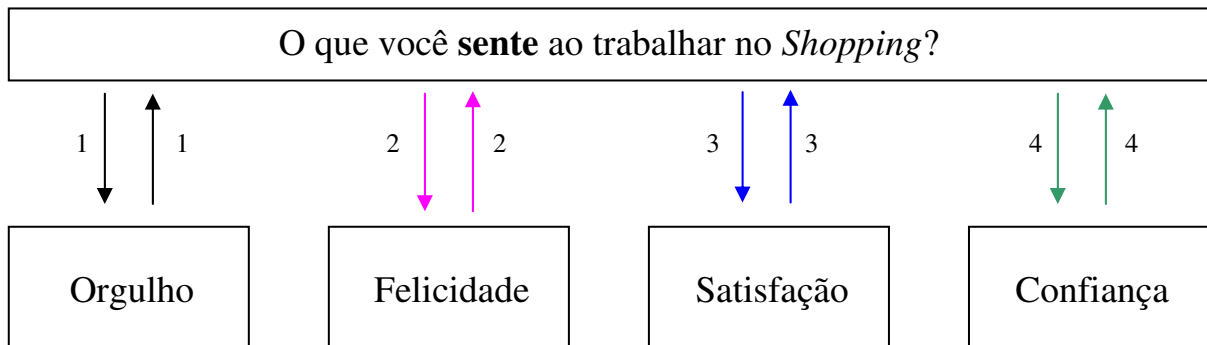 O que você sente ao trabalhar no Shopping?
1 1 2 2 3 3 4 4
Orgulho Felicidade Satisfação Confiança